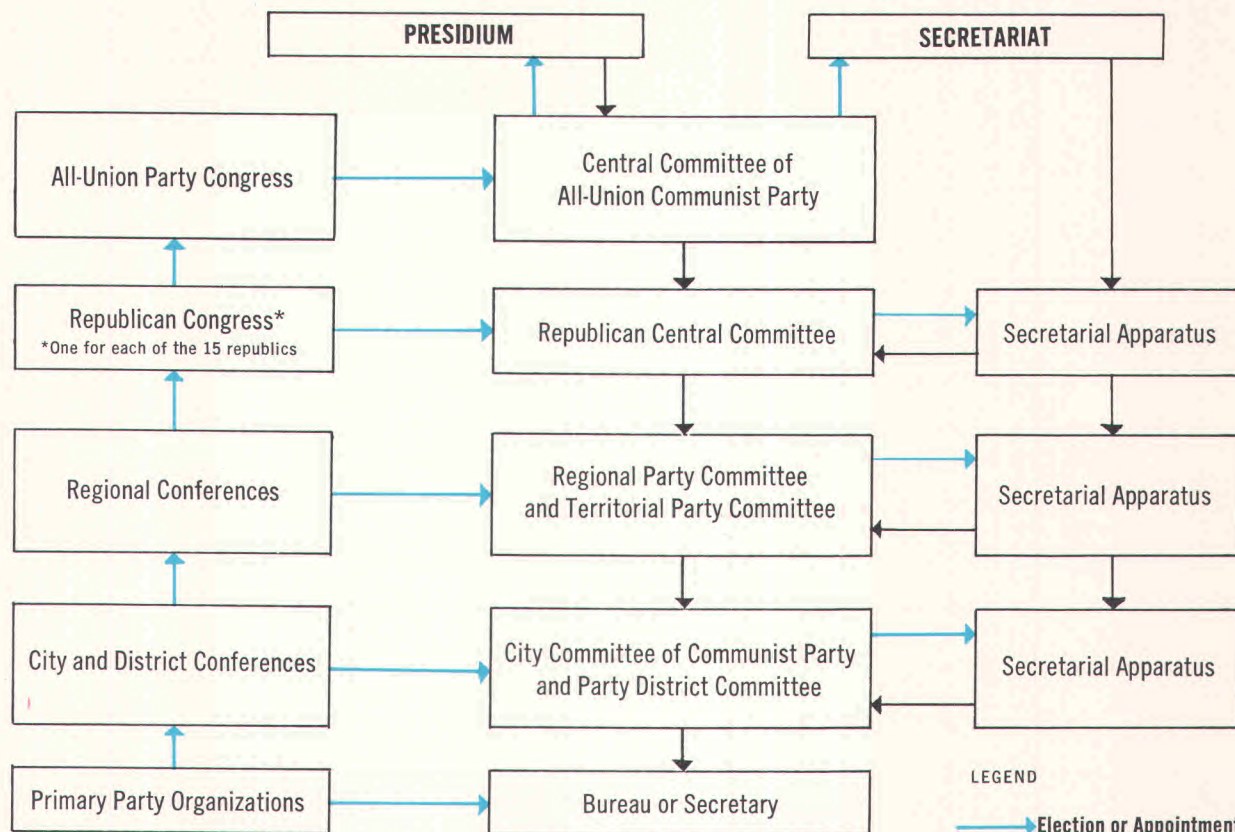 PRESIDIUM
SECRETARIAT
All-Union Party Congress
Central Committee of
All-Union Communist Party
Republican Congress*
*One for each of the 15 republics
Republican Central Committee
Secretarial Apparatus
Regional Conferences
Regional Party Committee
and Territorial Party Committee
Secretarial Apparatus
City and District Conferences
City Committee of Communist Party
and Party District Committee
Secretarial Apparatus
Primary Party Organizations
Bureau or Secretary
LEGEND
Election or Appointment